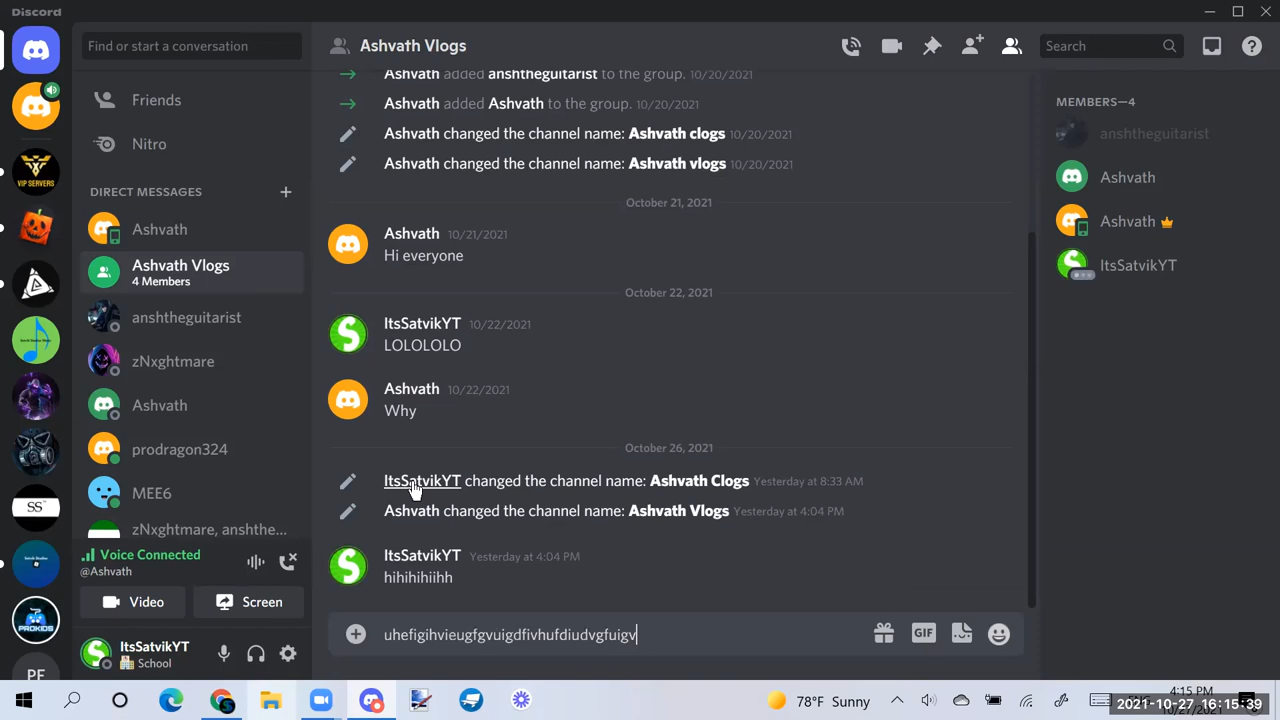 Discord
Find or start a conversation
Ashvath Vlogs
Search
Friends
Nitro
DIRECT MESSAGES
Ashvath
Ashvath Vlogs
4 Members
anshtheguitarist
zNxghtmare
Ashvath
prodragon324
MEE6
zNxghtmare, anshthe...
Voice Connected
@Ashvath
Video
Screen
ItsSatvikYT
School
VIP SERVERS
SS
PROKIDS
PF
Ashvath added anshtheguitarist to the group. 10/20/2021
Ashvath added Ashvath to the group. 10/20/2021
Ashvath changed the channel name: Ashvath clogs 10/20/2021
Ashvath changed the channel name: Ashvath vlogs 10/20/2021
October 21, 2021
Ashvath 10/21/2021
Hi everyone
October 22, 2021
ItsSatvikYT 10/22/2021
LOLOLOLO
Ashvath 10/22/2021
Why
October 26, 2021
ItsSatvikYT changed the channel name: Ashvath Clogs Yesterday at 8:33 AM
Ashvath changed the channel name: Ashvath Vlogs Yesterday at 4:04 PM
ItsSatvikYT Yesterday at 4:04 PM
hihihihiihh
uhefigihvieugfgvuigdfivhufdiudvgfuigv
GIF
MEMBERS—4
anshtheguitarist
Ashvath
Ashvath
ItsSatvikYT
78°F Sunny
4:15 PM
2021-10-27 16:15:39